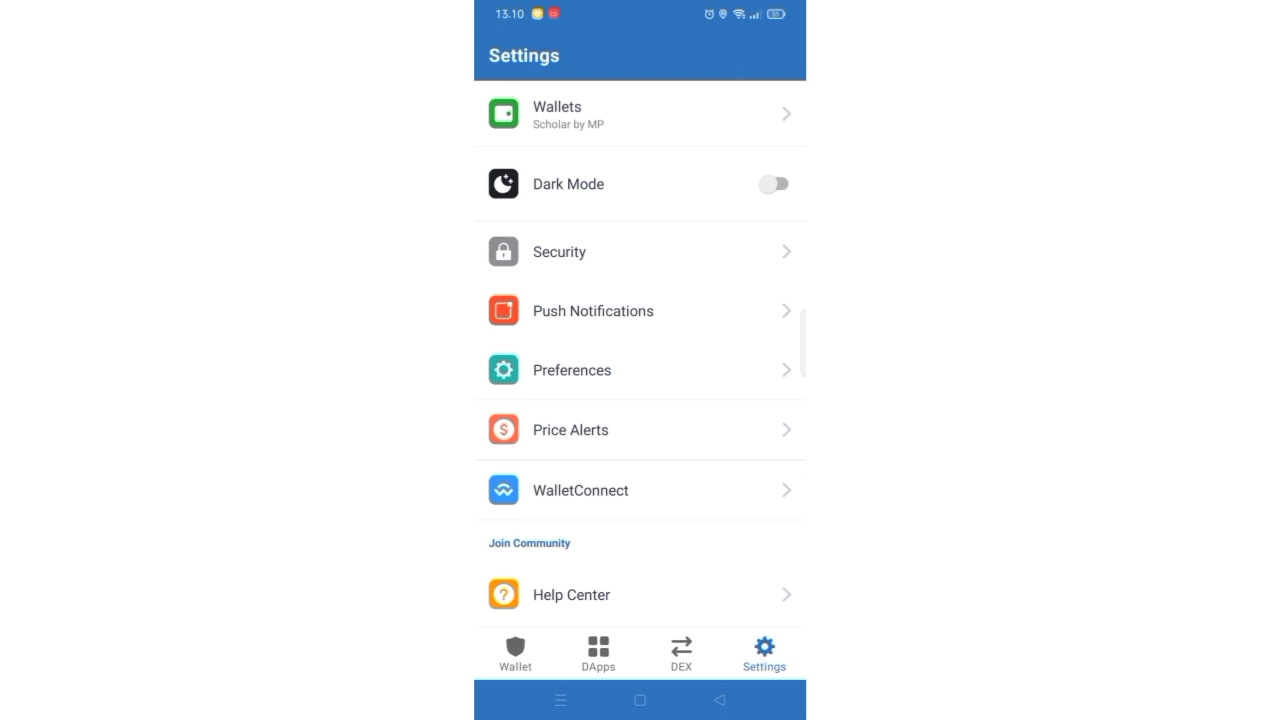 13.10
55
Settings
Wallets
Scholar by MP
Dark Mode
Security
Push Notifications
Preferences
Price Alerts
$
WalletConnect
Join Community
?
Help Center
Wallet DApps DEX Settings